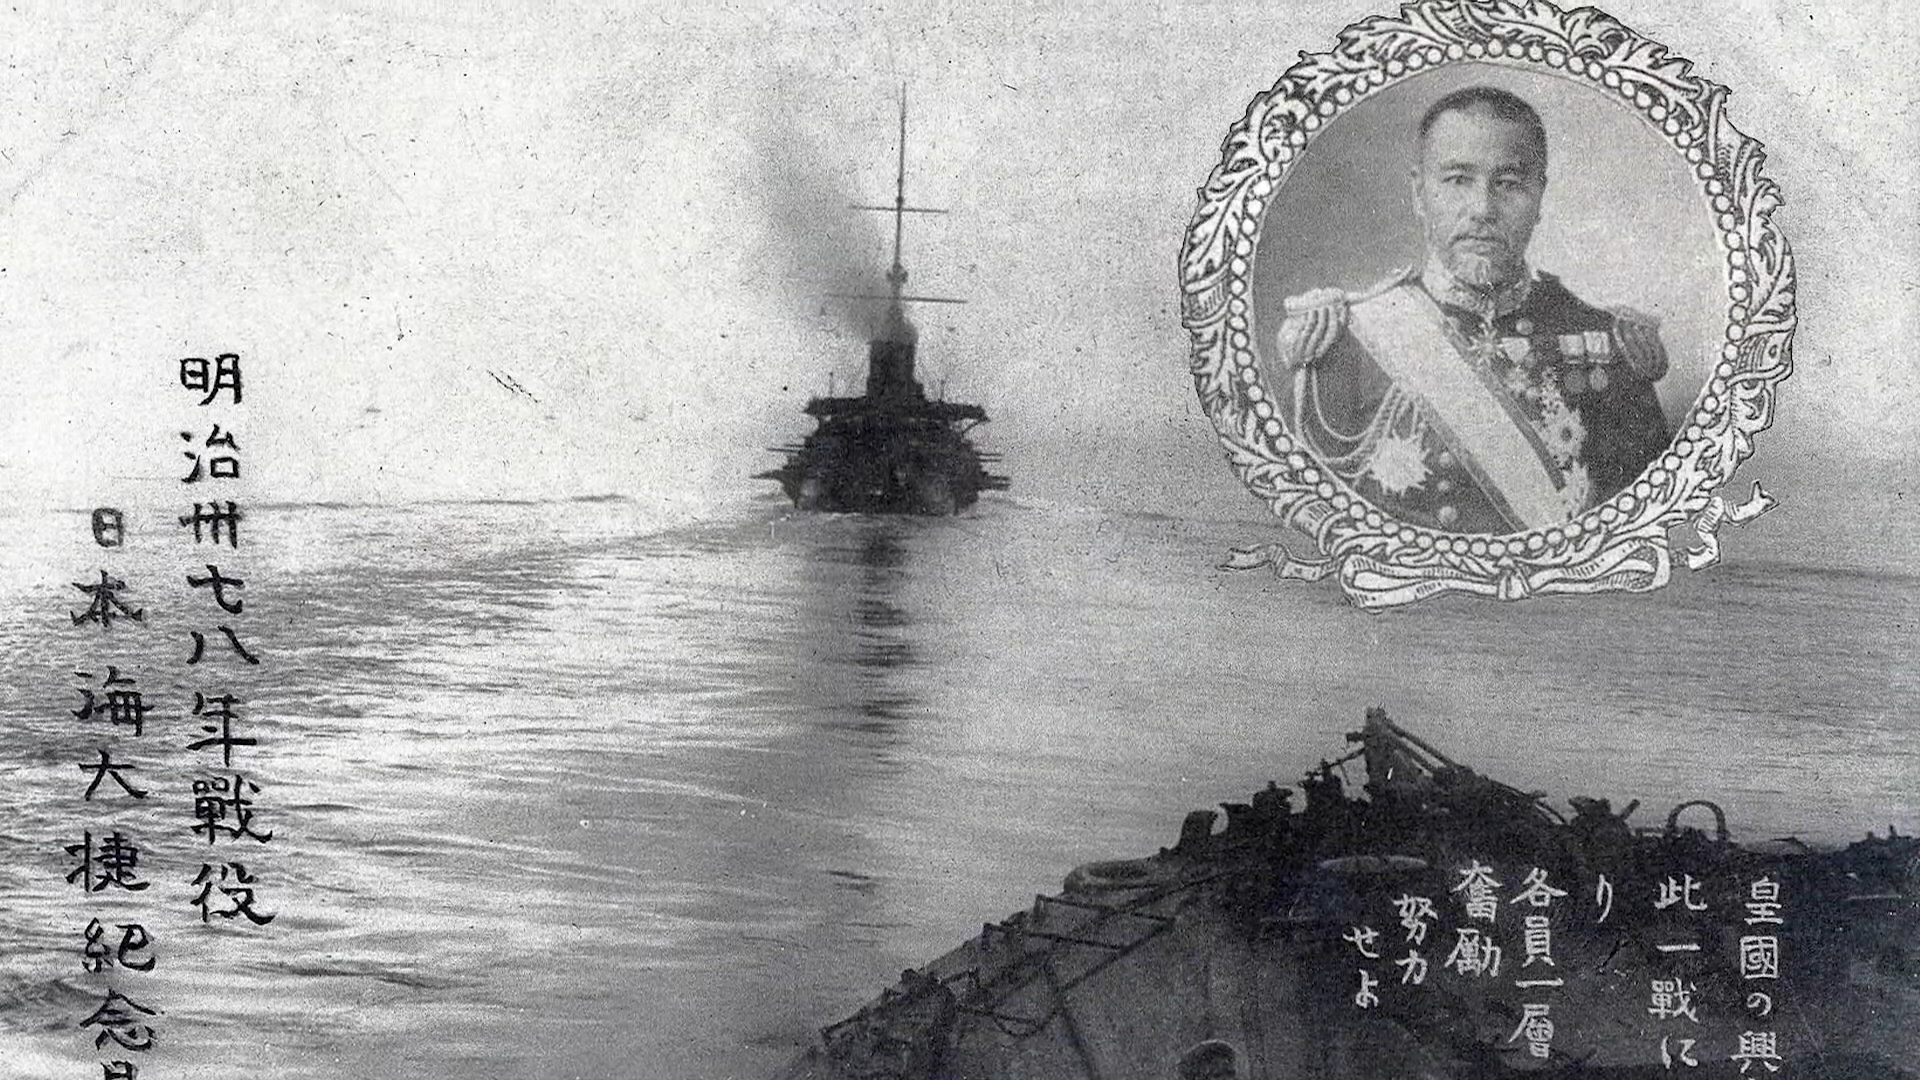 皇國の興
此一戰に
り
各員一層
奮勵
努力
せよ
明治卅七八年戰役
日本海大捷紀念日